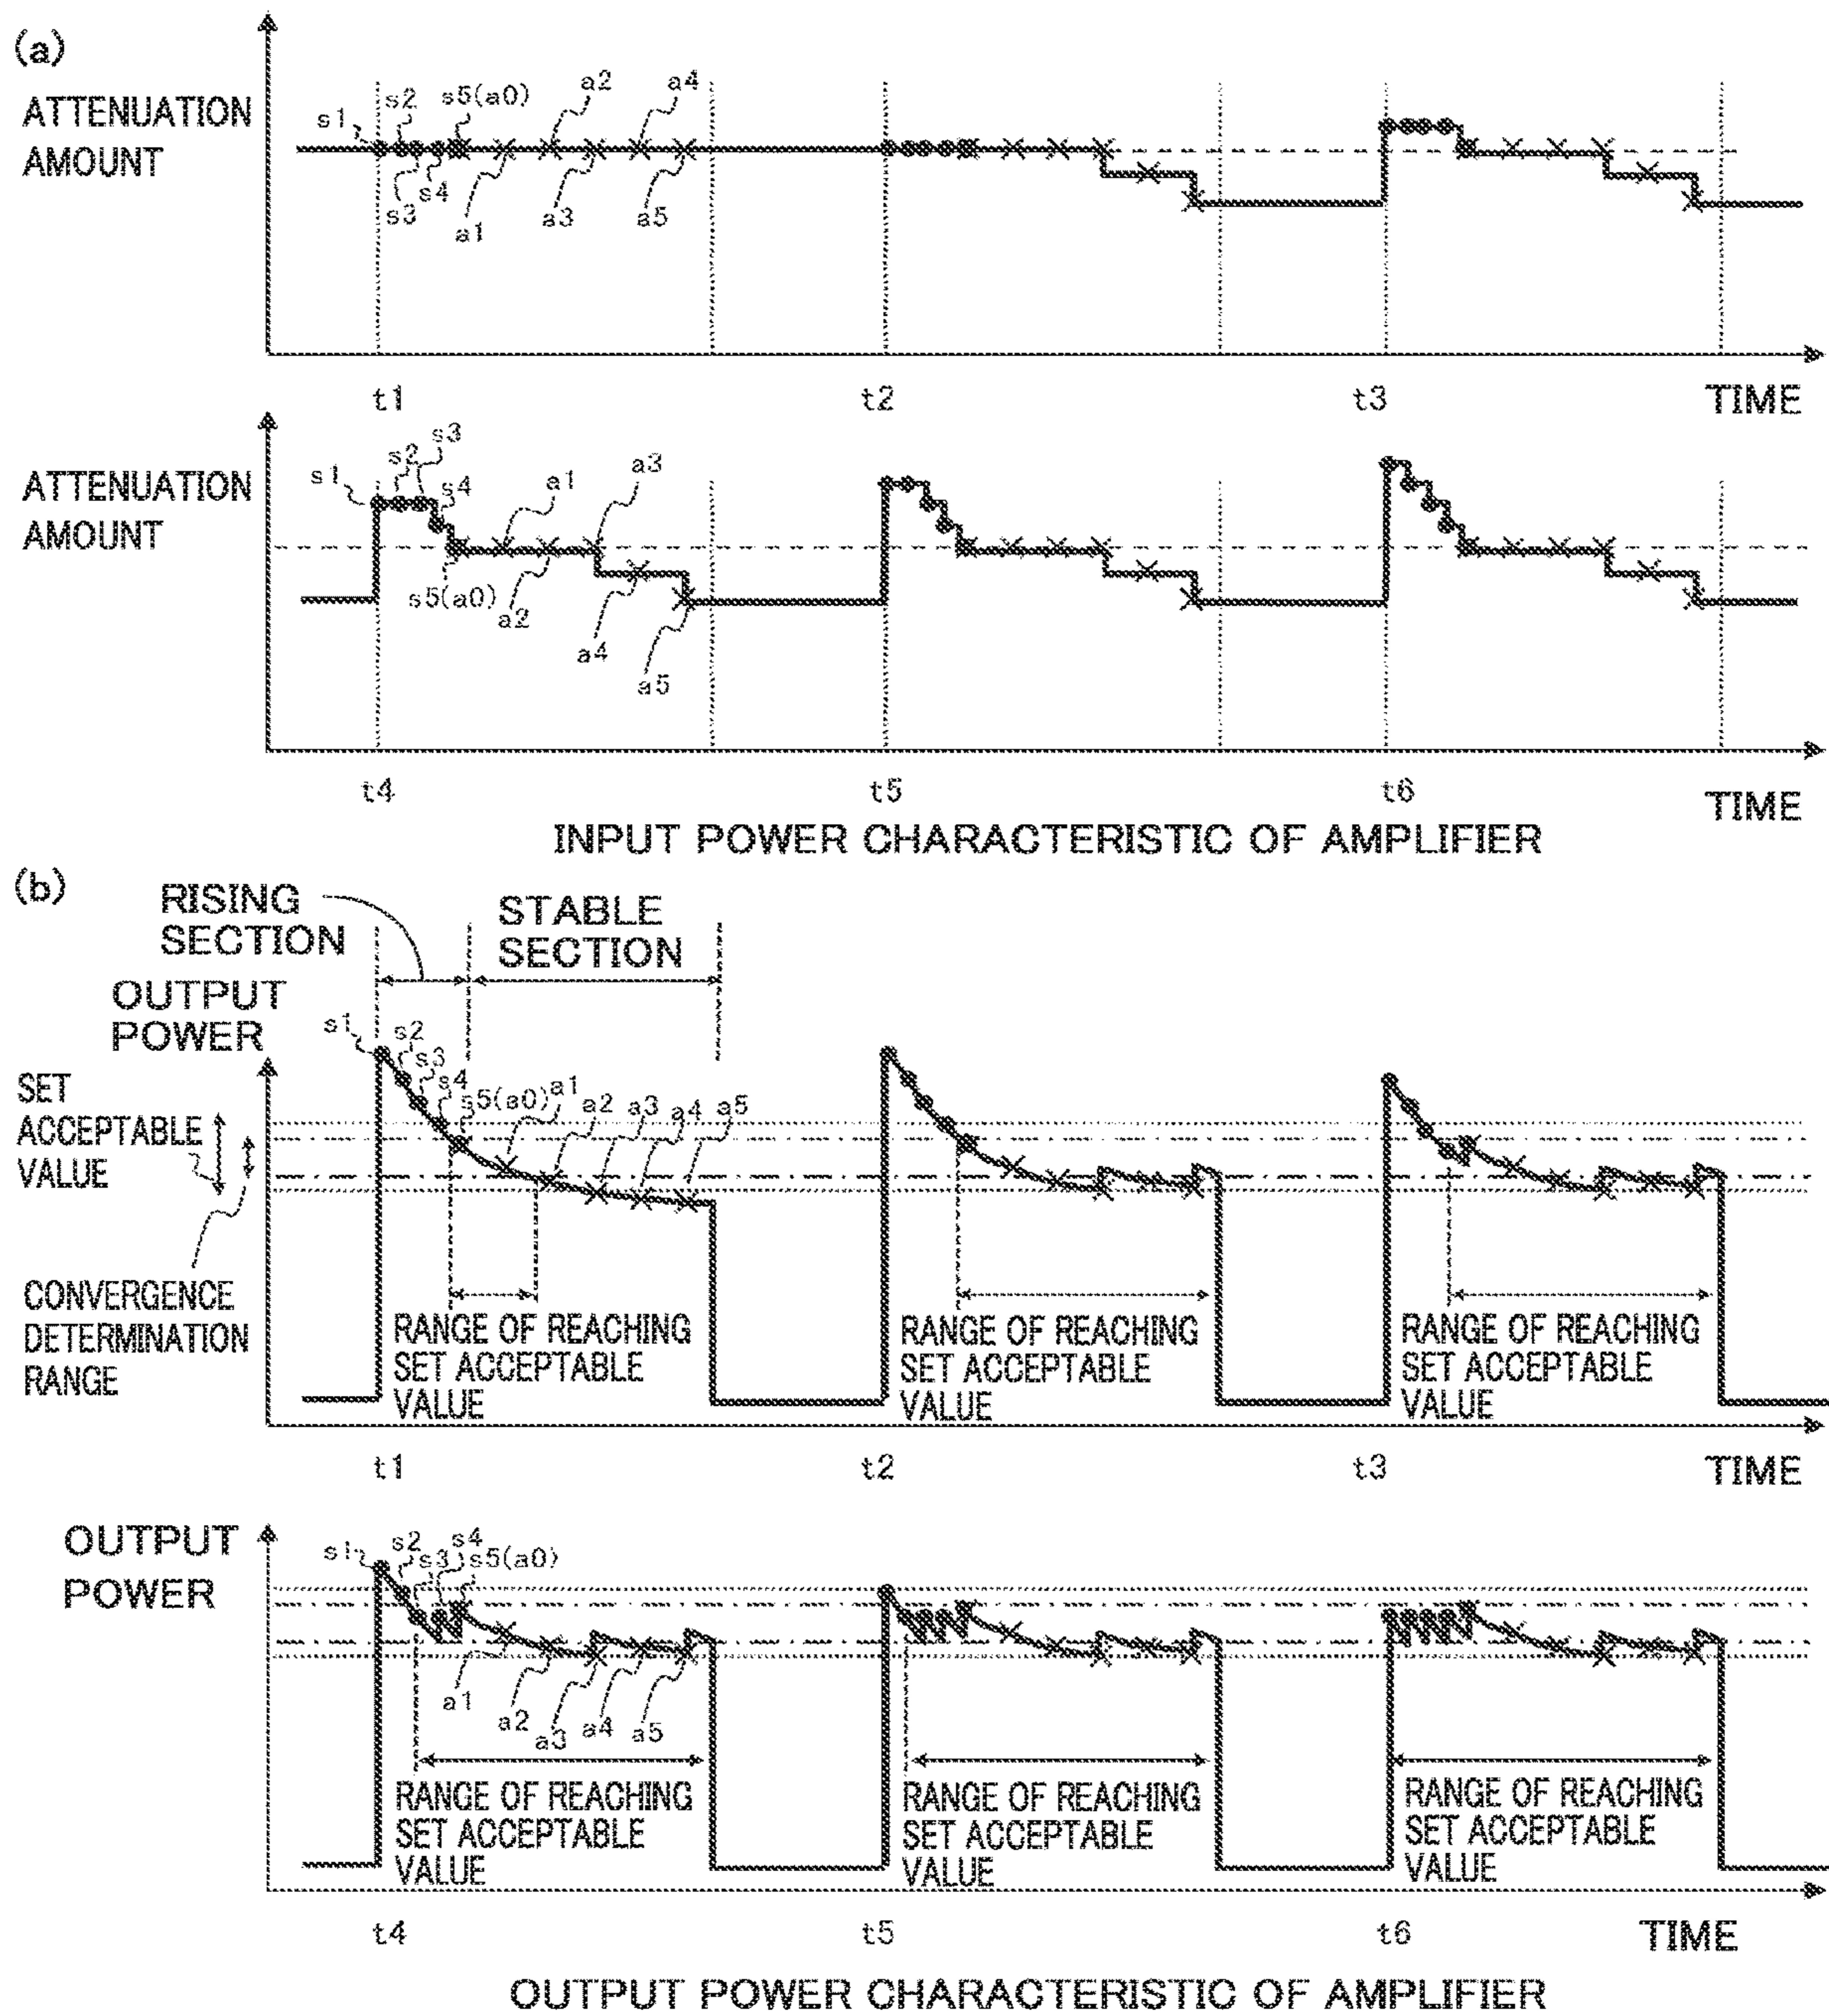 (a)
ATTENUATION
AMOUNT
s1
s2
s5(a0)
a2
a4
s3
s4
a1
a3
a5
t1
t2
t3
TIME
ATTENUATION
AMOUNT
s1
s2
s3
s4
a1
a3
s5(a0)
a2
a4
a5
t4
t5
t6
TIME
INPUT POWER CHARACTERISTIC OF AMPLIFIER
(b)
RISING
SECTION
STABLE
SECTION
OUTPUT
POWER
s1
s2
s3
s4
s5(a0)
a1
a2
a3
a4
a5
SET
ACCEPTABLE
VALUE
CONVERGENCE
DETERMINATION
RANGE
RANGE OF REACHING
SET ACCEPTABLE
VALUE
RANGE OF REACHING
SET ACCEPTABLE
VALUE
RANGE OF REACHING
SET ACCEPTABLE
VALUE
t1
t2
t3
TIME
OUTPUT
POWER
s1
s2
s3
s4
s5(a0)
a1
a2
a3
a4
a5
RANGE OF REACHING
SET ACCEPTABLE
VALUE
RANGE OF REACHING
SET ACCEPTABLE
VALUE
RANGE OF REACHING
SET ACCEPTABLE
VALUE
t4
t5
t6
TIME
OUTPUT POWER CHARACTERISTIC OF AMPLIFIER